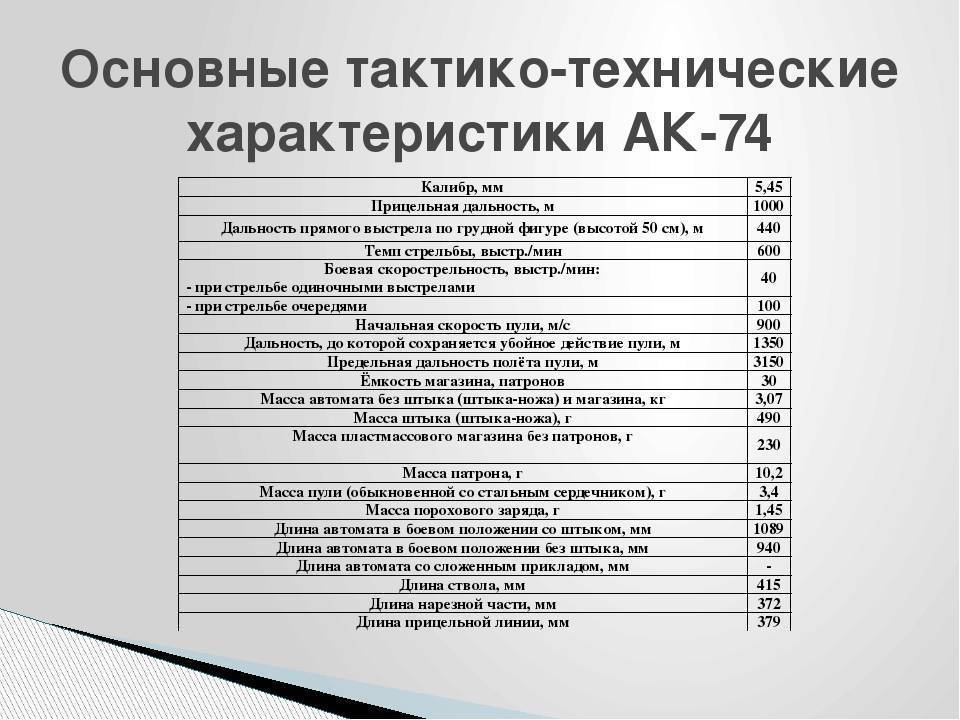 Основные тактико-технические
характеристики АК-74
Калибр, мм 5,45
Прицельная дальность, м 1000
Дальность прямого выстрела по грудной фигуре (высотой 50 см), м 440
Темп стрельбы, выстр./мин 600
Боевая скорострельность, выстр./мин:
- при стрельбе одиночными выстрелами 40
- при стрельбе очередями 100
Начальная скорость пули, м/с 900
Дальность, до которой сохраняется убойное действие пули, м 1350
Предельная дальность полёта пули, м 3150
Ёмкость магазина, патронов 30
Масса автомата без штыка (штыка-ножа) и магазина, кг 3,07
Масса штыка (штыка-ножа), г 490
Масса пластмассового магазина без патронов, г 230
Масса патрона, г 10,2
Масса пули (обыкновенной со стальным сердечником), г 3,4
Масса порохового заряда, г 1,45
Длина автомата в боевом положении со штыком, мм 1089
Длина автомата в боевом положении без штыка, мм 940
Длина автомата со сложенным прикладом, мм -
Длина ствола, мм 415
Длина нарезной части, мм 372
Длина прицельной линии, мм 379